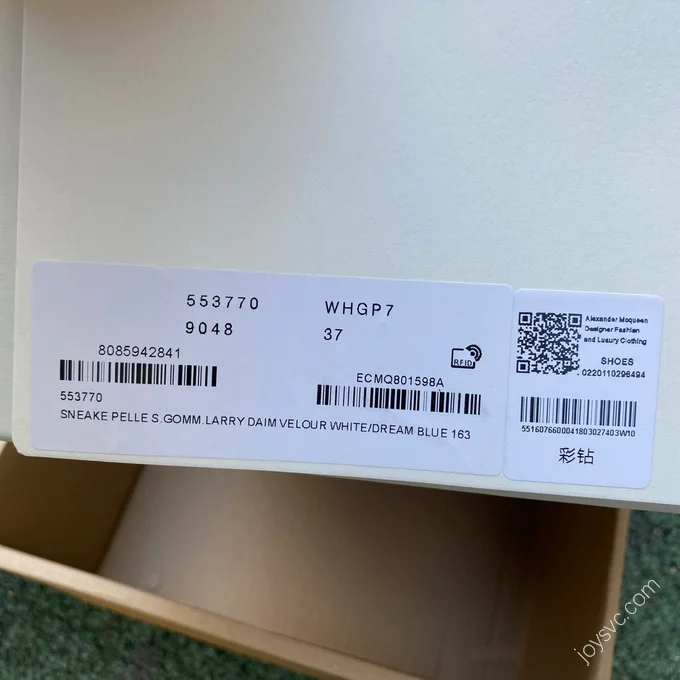 553770 WHGP7
9048 37
8085942841
RFID
ECMQ801598A
553770
SNEAKE PELLE S.GOMM.LARRY DAIM VELOUR WHITE/DREAM BLUE 163
Alexander Mcqueen
Designer Fashion
and Luxury Clothing
SHOES
0220110296494
5516076600041803027403W10
彩钻
joysvc.com